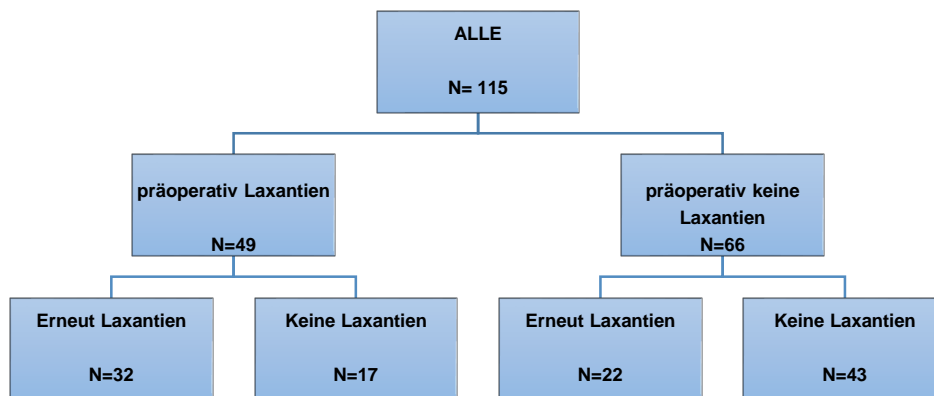 ALLE
N= 115
präoperativ Laxantien
N=49
präoperativ keine
Laxantien
N=66
Erneut Laxantien
N=32
Keine Laxantien
N=17
Erneut Laxantien
N=22
Keine Laxantien
N=43